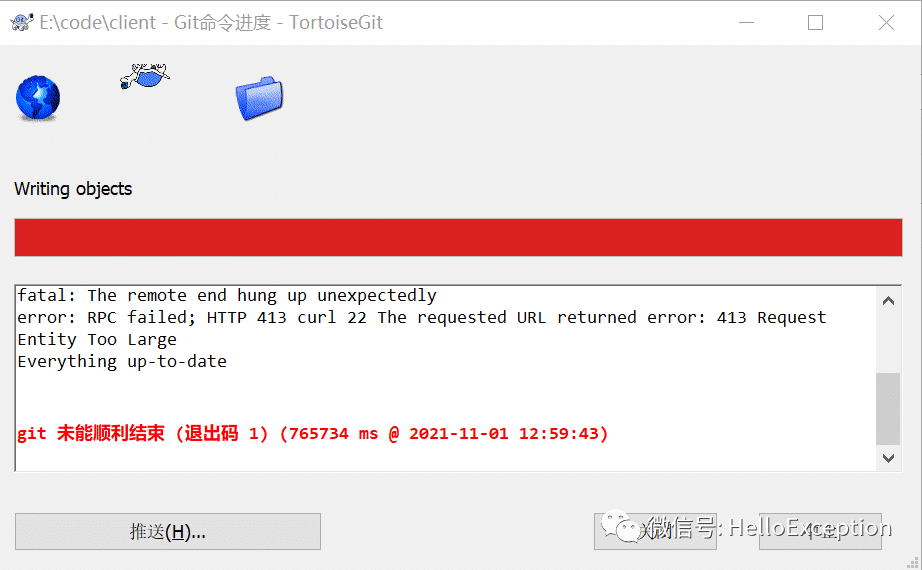 E:\code\client - Git命令进度 - TortoiseGit
Writing objects
fatal: The remote end hung up unexpectedly
error: RPC failed; HTTP 413 curl 22 The requested URL returned error: 413 Request
Entity Too Large
Everything up-to-date
git 未能顺利结束 (退出码 1) (765734 ms @ 2021-11-01 12:59:43)
推送(H)...
微信号: HelloException